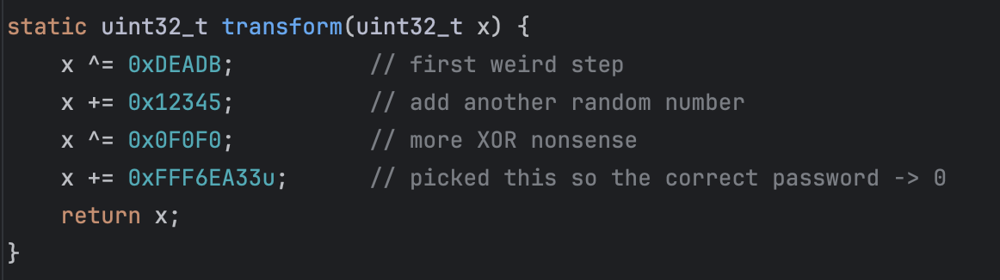 static uint32_t transform(uint32_t x) {
    x ^= 0xDEADB;          // first weird step
    x += 0x12345;          // add another random number
    x ^= 0x0F0F0;          // more XOR nonsense
    x += 0xFFF6EA33u;      // picked this so the correct password -> 0
    return x;
}